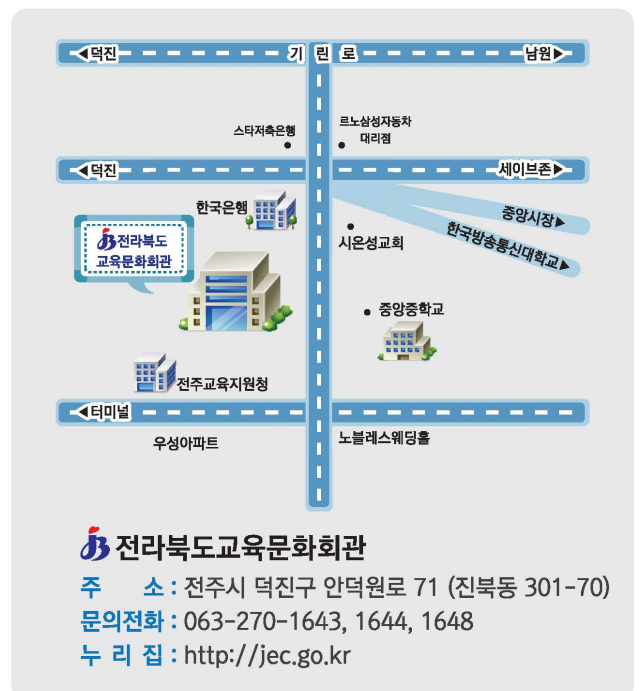 ◀덕진 기 린 로 남원▶
스타저축은행
르노삼성자동차
대리점
◀덕진 세이브존▶
한국은행
중앙시장▶
시온성교회
한국방송통신대학교▶
전라북도
교육문화회관
중앙중학교
전주교육지원청
◀터미널
우성아파트
노블레스웨딩홀
전라북도교육문화회관
주 소 : 전주시 덕진구 안덕원로 71 (진북동 301-70)
문의전화 : 063-270-1643, 1644, 1648
누 리 집 : http://jec.go.kr